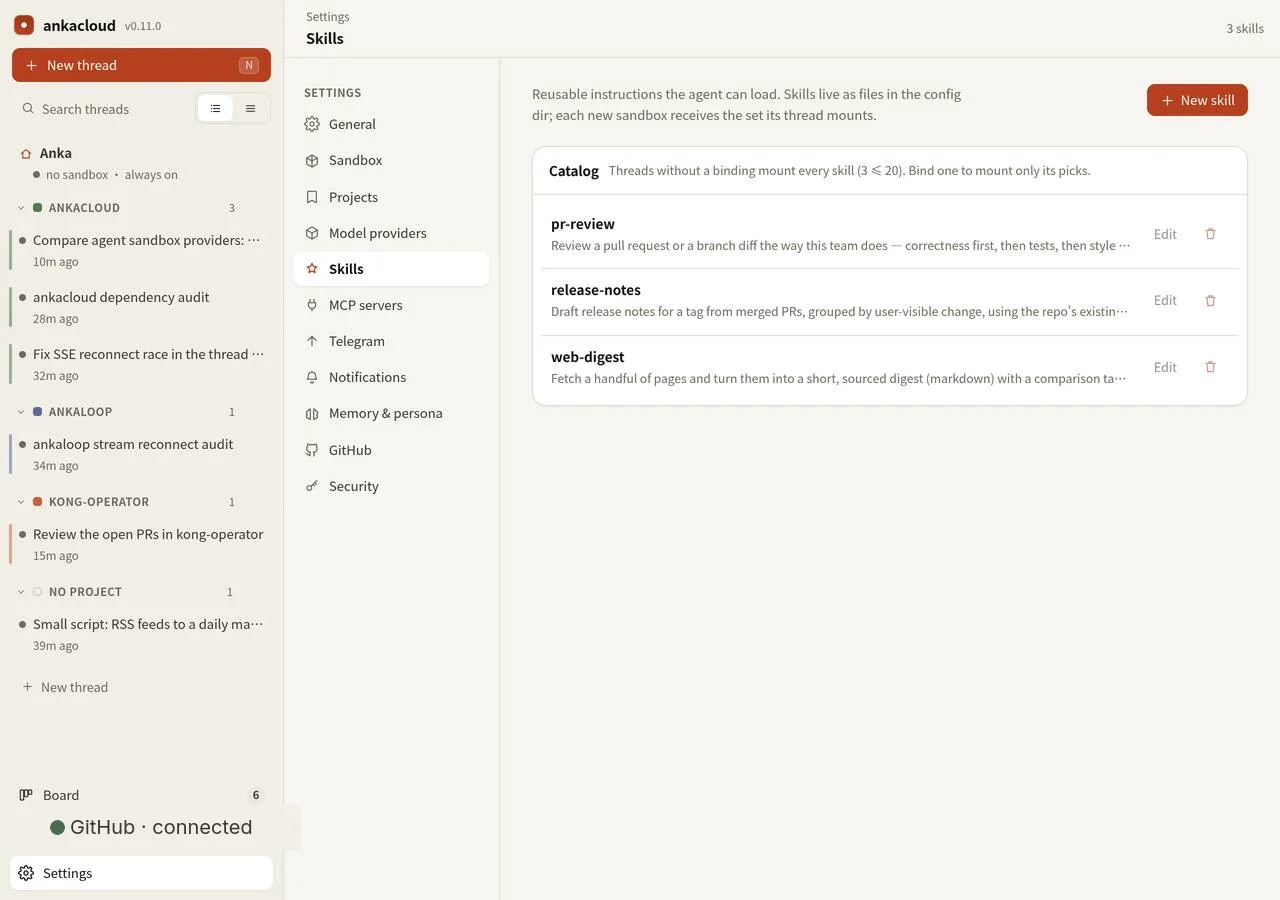 ankacloud v0.11.0
New thread N
Search threads
Anka
no sandbox • always on
ANKACLOUD 3
Compare agent sandbox providers: ···
10m ago
ankacloud dependency audit
28m ago
Fix SSE reconnect race in the thread ···
32m ago
ANKALOOP 1
ankaloop stream reconnect audit
34m ago
KONG-OPERATOR 1
Review the open PRs in kong-operator
15m ago
NO PROJECT 1
Small script: RSS feeds to a daily ma···
39m ago
New thread
Board 6
GitHub · connected
Settings
Settings
Skills
3 skills
SETTINGS
General
Sandbox
Projects
Model providers
Skills
MCP servers
Telegram
Notifications
Memory & persona
GitHub
Security
Reusable instructions the agent can load. Skills live as files in the config
dir; each new sandbox receives the set its thread mounts.
New skill
Catalog Threads without a binding mount every skill (3 ⩽ 20). Bind one to mount only its picks.
pr-review
Review a pull request or a branch diff the way this team does — correctness first, then tests, then style ···
Edit
release-notes
Draft release notes for a tag from merged PRs, grouped by user-visible change, using the repo's existin···
Edit
web-digest
Fetch a handful of pages and turn them into a short, sourced digest (markdown) with a comparison ta···
Edit